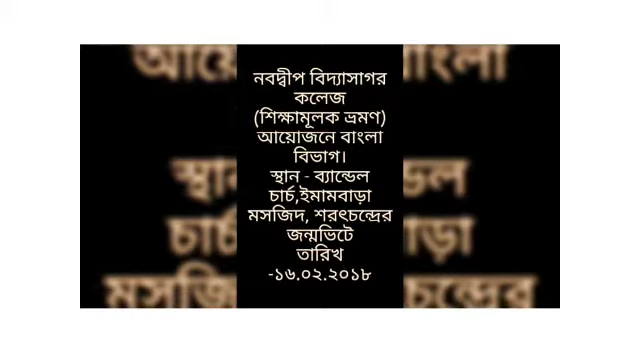 নবদ্বীপ বিদ্যাসাগর
কলেজ
(শিক্ষামূলক ভ্রমণ)
আয়োজনে বাংলা
বিভাগ।
স্থান - ব্যান্ডেল
চার্চ,ইমামবাড়া
মসজিদ, শরৎচন্দ্রের
জন্মভিটে
তারিখ
-১৬.০২.২০১৮